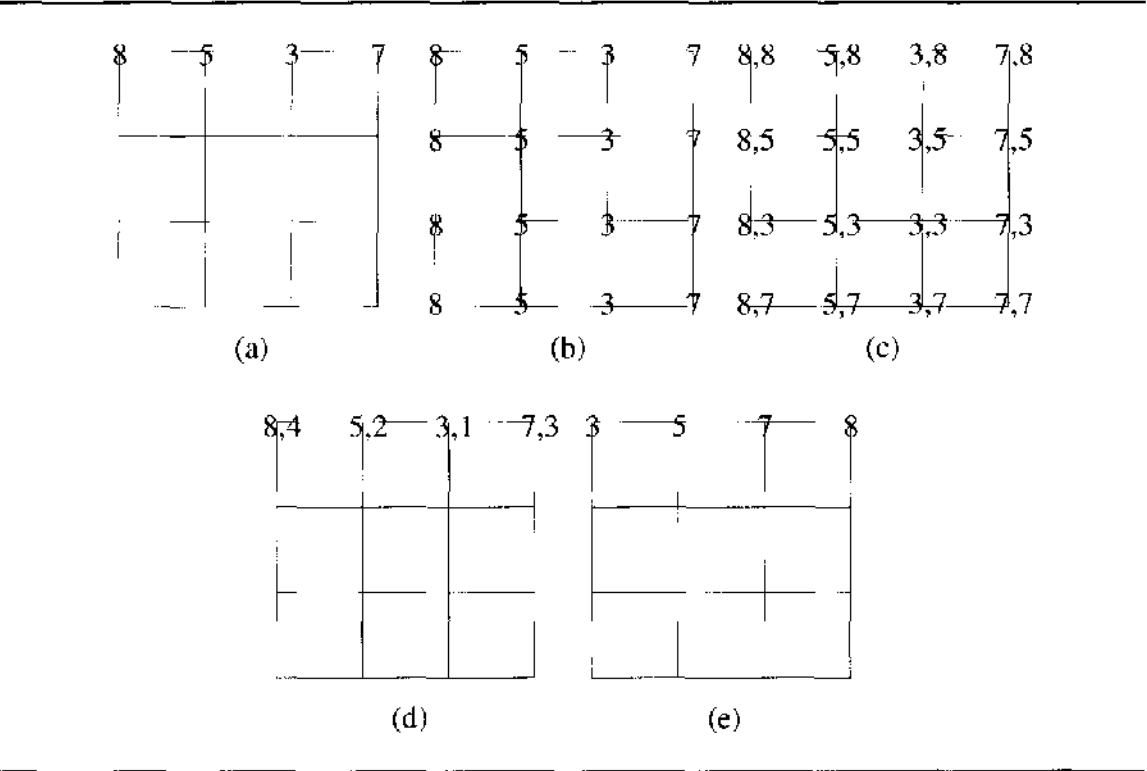 8 5 3 7 8 5 3 7 8,8 5,8 3,8 7,8
8 5 3 7 8,5 5,5 3,5 7,5
8 5 3 7 8,3 5,3 3,3 7,3
8 5 3 7 8,7 5,7 3,7 7,7
(a) (b) (c)
8,4 5,2 3,1 7,3 3 5 7 8
(d) (e)